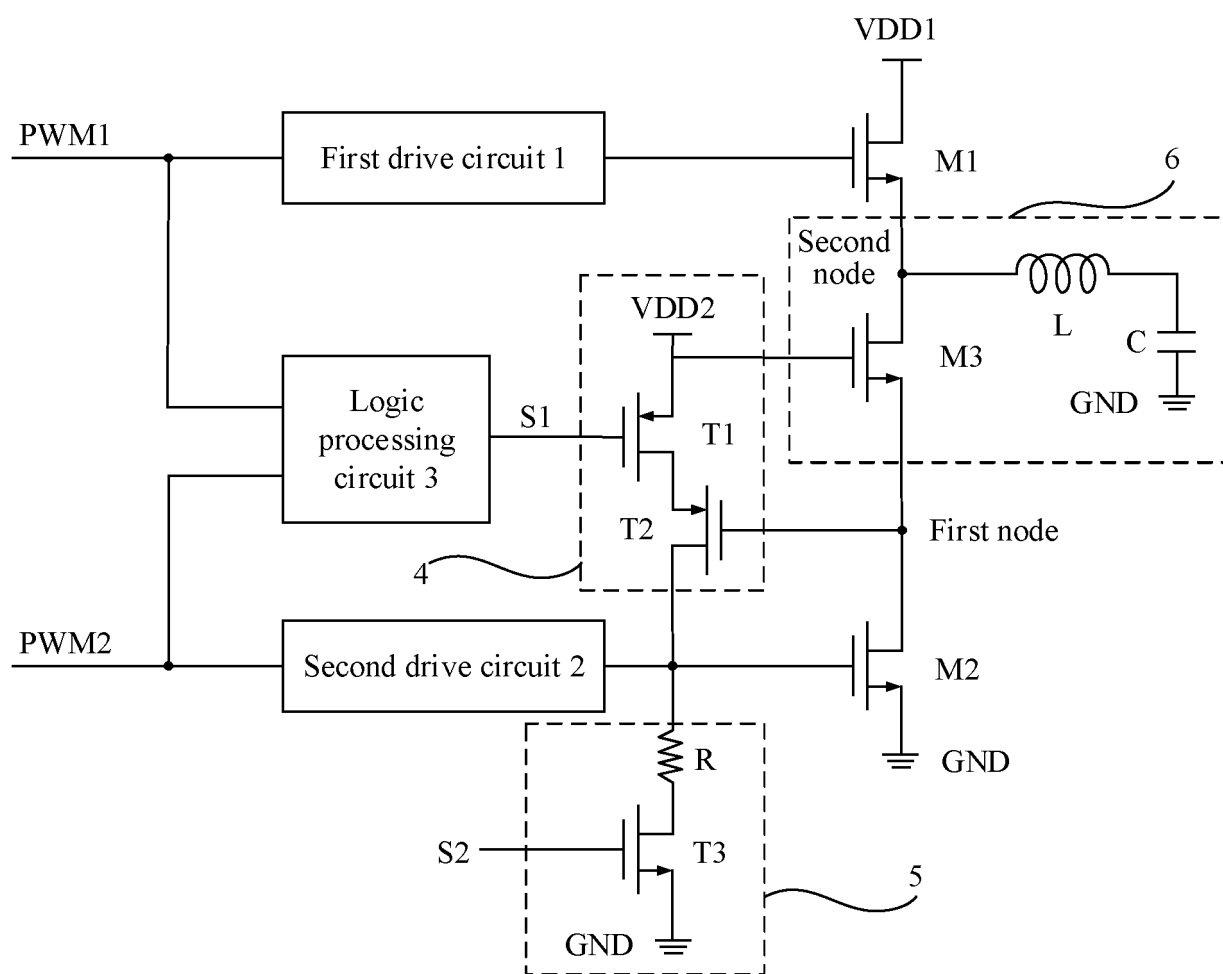 VDD1
PWM1
First drive circuit 1
M1
6
Second
node
VDD2
L
C
M3
GND
Logic
processing
circuit 3
S1
T1
T2
First node
4
PWM2
Second drive circuit 2
M2
R
GND
S2
T3
5
GND